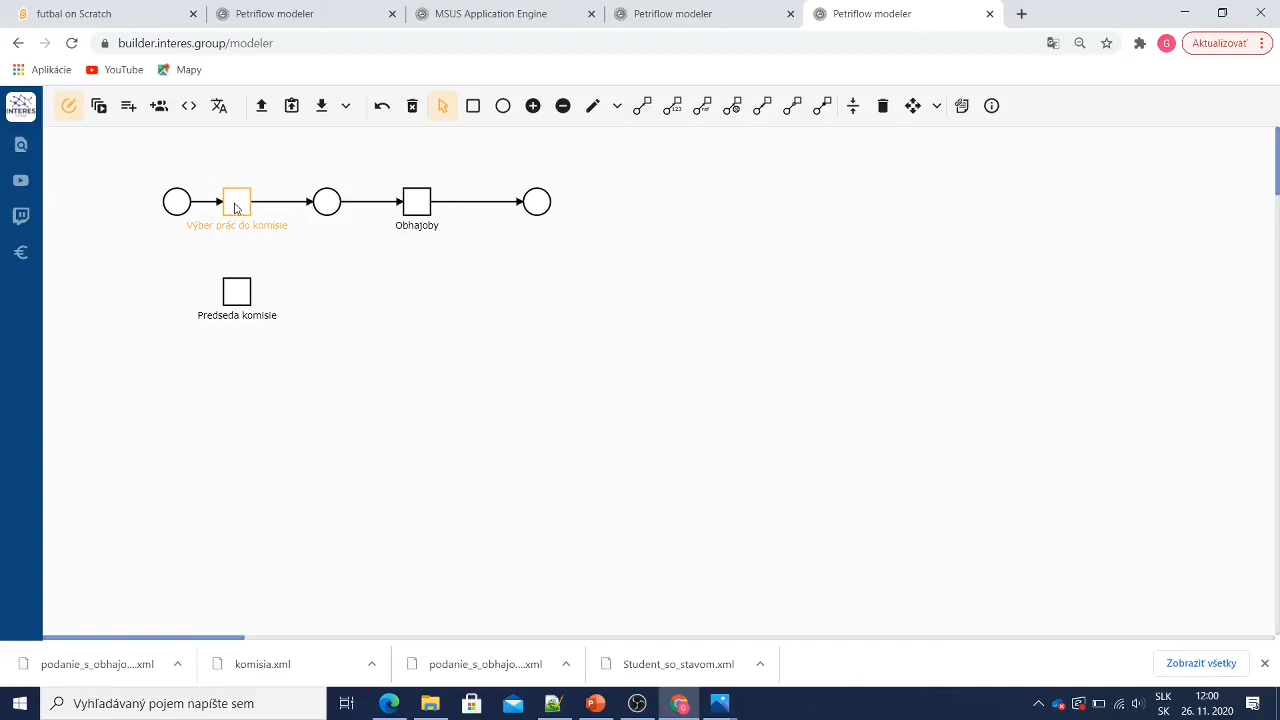 futbal on Scratch
Petriflow modeler
MSUS Application Engine
Petriflow modeler
Petriflow modeler
builder.interes.group/modeler
G
Aktualizovať
Aplikácie
YouTube
Mapy
INTERES
123
ref
Výber prác do komisie
Obhajoby
Predseda komisie
podanie_s_obhajo....xml
komisia.xml
podanie_s_obhajo....xml
Student_so_stavom.xml
Zobraziť všetky
Vyhľadávaný pojem napíšte sem
SLK
SK
12:00
26. 11. 2020